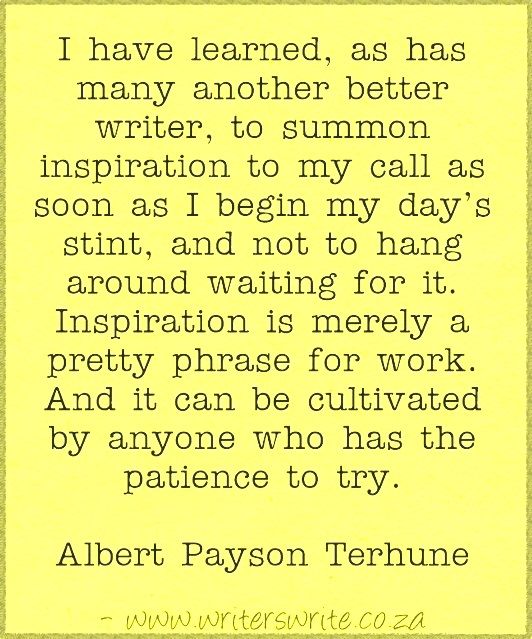 I have learned, as has
many another better
writer, to summon
inspiration to my call as
soon as I begin my day's
stint, and not to hang
around waiting for it.
Inspiration is merely a
pretty phrase for work.
And it can be cultivated
by anyone who has the
patience to try.
Albert Payson Terhune
- www.writerswrite.co.za